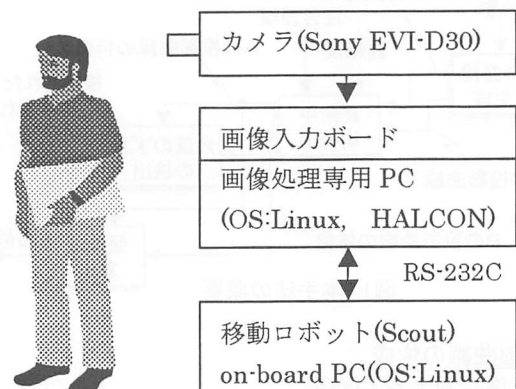 カメラ(Sony EVI-D30)
画像入力ボード
画像処理専用 PC
(OS:Linux, HALCON)
RS-232C
移動ロボット(Scout)
on-board PC(OS:Linux)